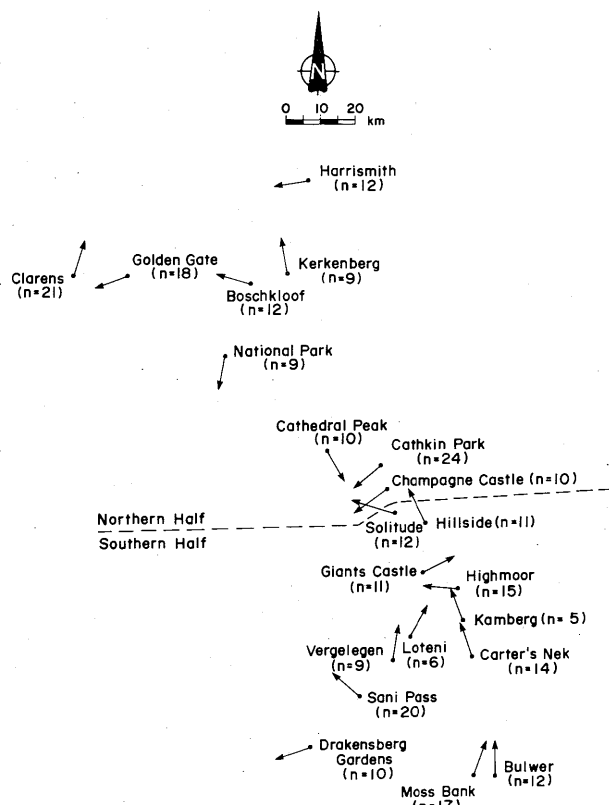 N
0 10 20
km
Harrismith
(n=12)
Golden Gate
(n=18)
Clarens
(n=21)
Kerkenberg
(n=9)
Boschkloof
(n=12)
National Park
(n=9)
Cathedral Peak
(n=10)
Cathkin Park
(n=24)
Champagne Castle (n=10)
Northern Half
Southern Half
Solitude
(n=12)
Hillside (n=11)
Giants Castle
(n=11)
Highmoor
(n=15)
Kamberg (n= 5)
Vergelegen
(n=9)
Loteni
(n=6)
Carter's Nek
(n=14)
Sani Pass
(n=20)
Drakensberg
Gardens
(n=10)
Bulwer
(n=12)
Moss Bank
(n=17)